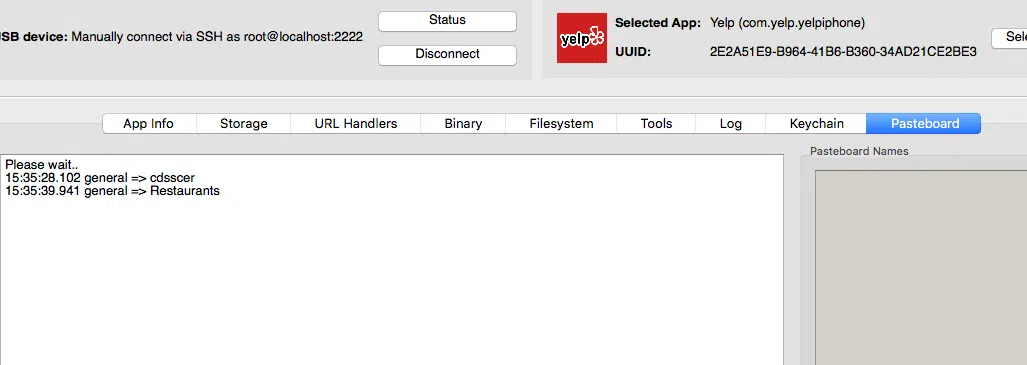 Status
USB device: Manually connect via SSH as root@localhost:2222
Disconnect
yelp
Selected App: Yelp (com.yelp.yelpiphone)
UUID: 2E2A51E9-B964-41B6-B360-34AD21CE2BE3
App Info Storage URL Handlers Binary Filesystem Tools Log Keychain Pasteboard
Please wait..
15:35:28.102 general => cdsscer
15:35:39.941 general => Restaurants
Pasteboard Names